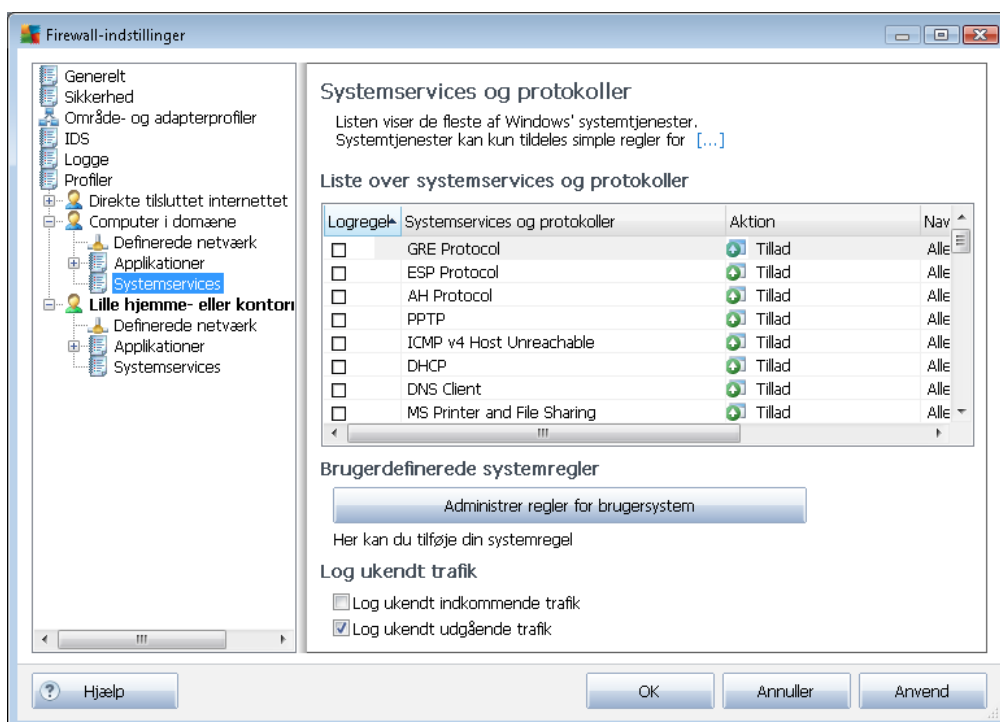 Firewall-indstillinger
Generelt
Sikkerhed
Område- og adapterprofiler
IDS
Logge
Profiler
Direkte tilsluttet internettet
Computer i domæne
Definerede netværk
Applikationer
Systemservices
Lille hjemme- eller kontorn
Definerede netværk
Applikationer
Systemservices
Systemservices og protokoller
Listen viser de fleste af Windows' systemtjenester.
Systemtjenester kan kun tildeles simple regler for [...]
Liste over systemservices og protokoller
Logregel Systemservices og protokoller Aktion Nav
GRE Protocol Tillad Alle
ESP Protocol Tillad Alle
AH Protocol Tillad Alle
PPTP Tillad Alle
ICMP v4 Host Unreachable Tillad Alle
DHCP Tillad Alle
DNS Client Tillad Alle
MS Printer and File Sharing Tillad Alle
Brugerdefinerede systemregler
Administrer regler for brugersystem
Her kan du tilføje din systemregel
Log ukendt trafik
Log ukendt indkommende trafik
Log ukendt udgående trafik
? Hjælp
OK
Annuller
Anvend